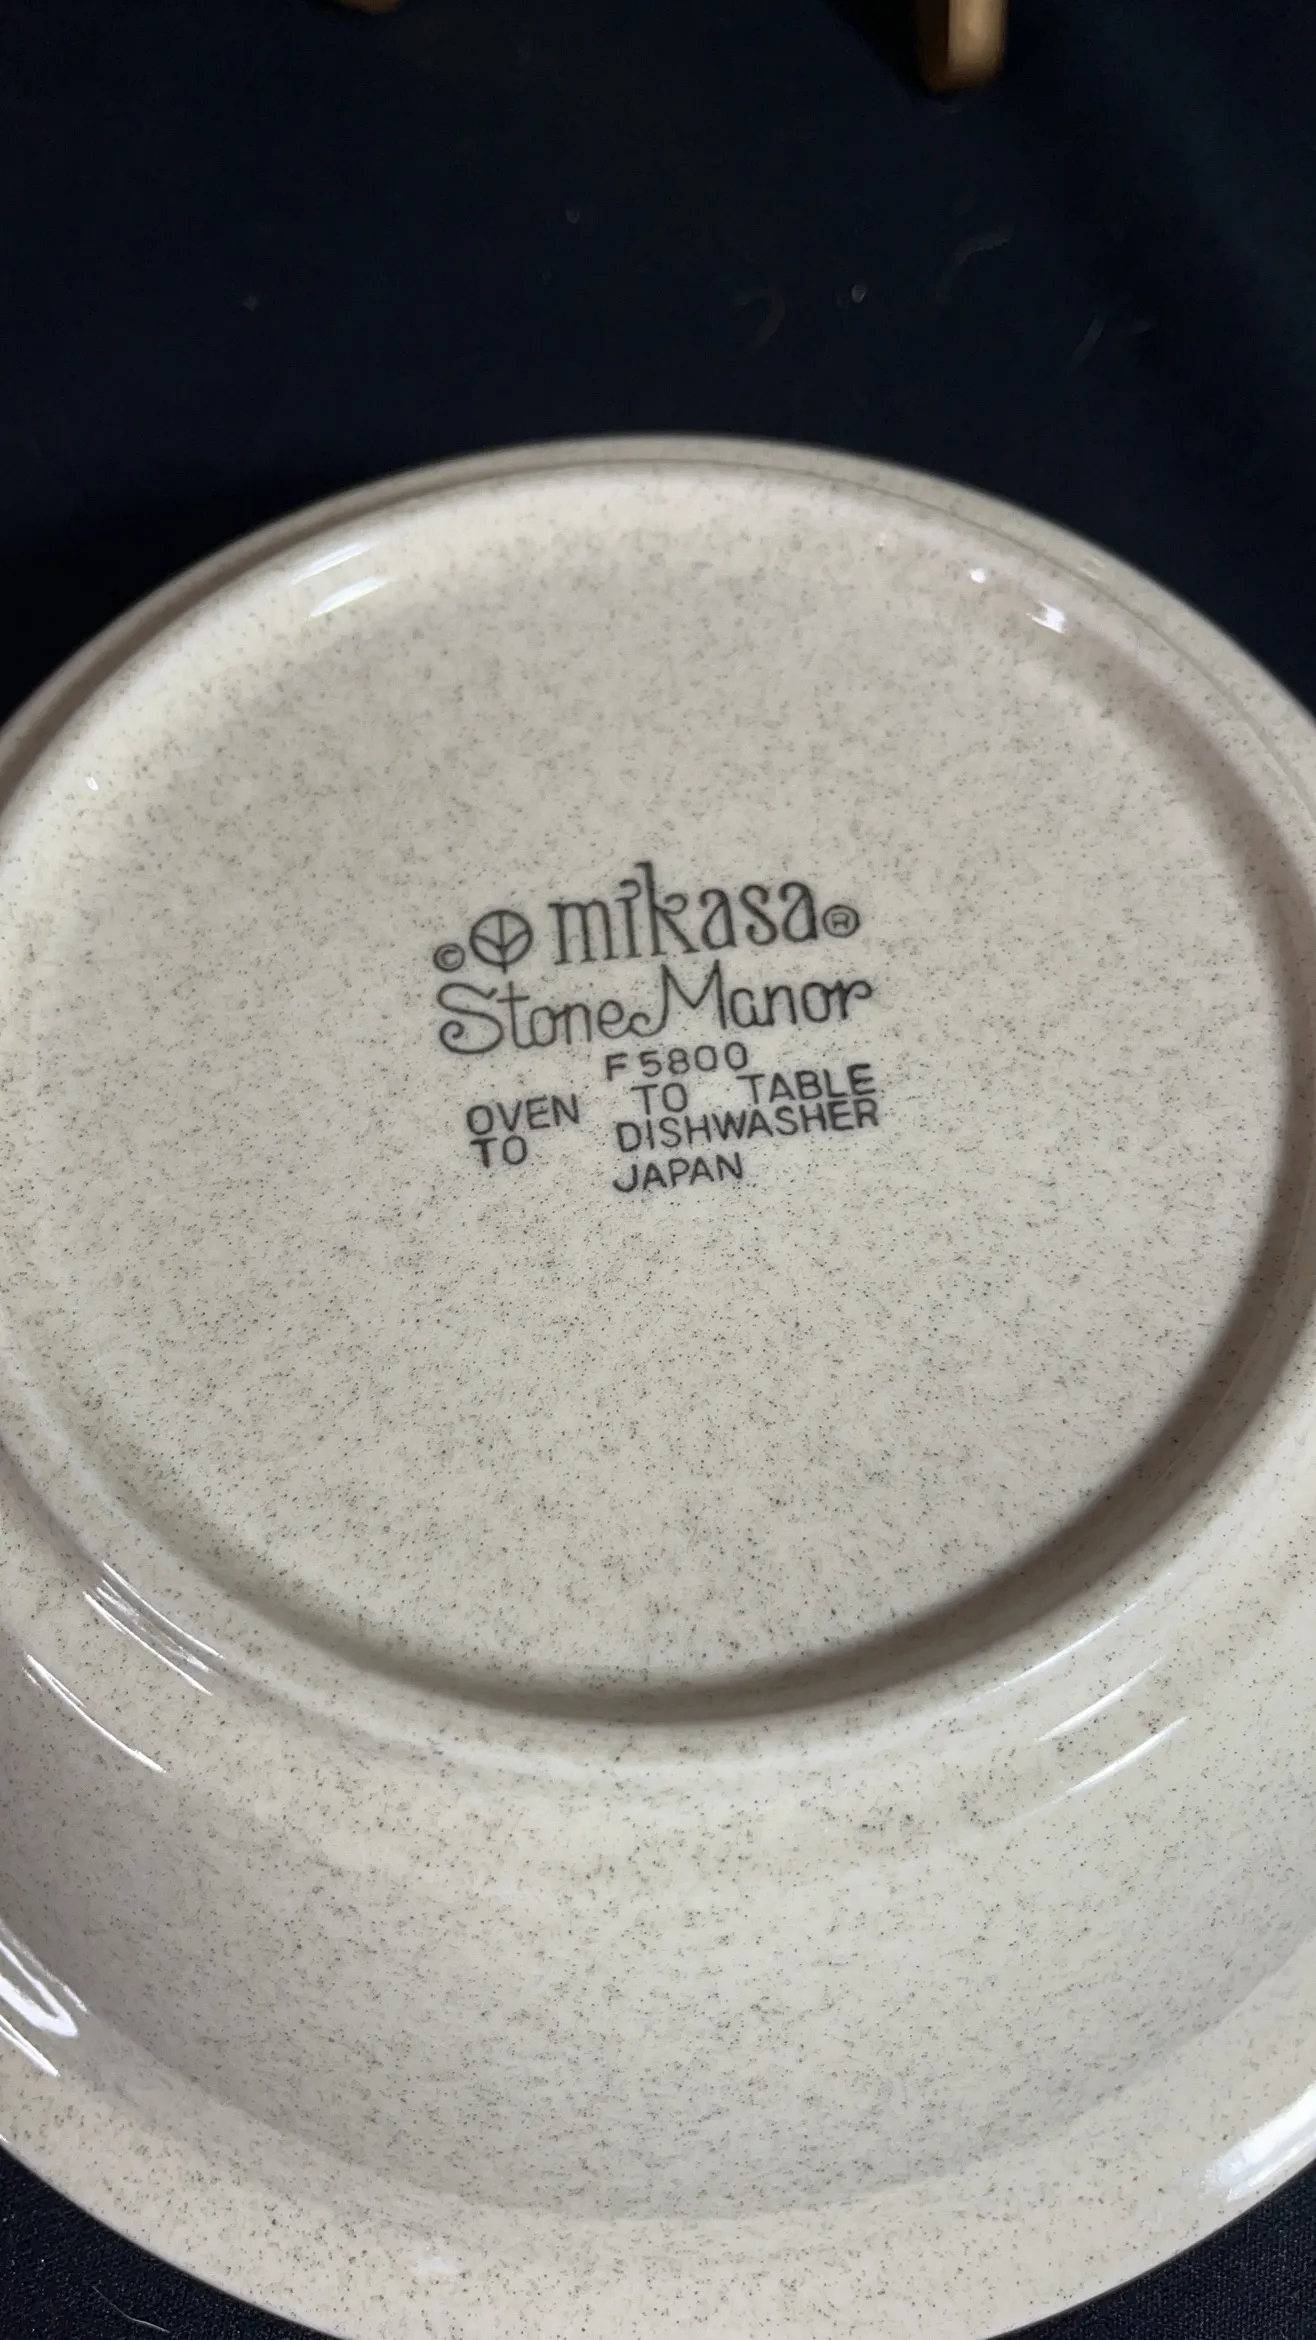 © mikasa®
Stone Manor
F5800
OVEN TO TABLE
TO DISHWASHER
JAPAN